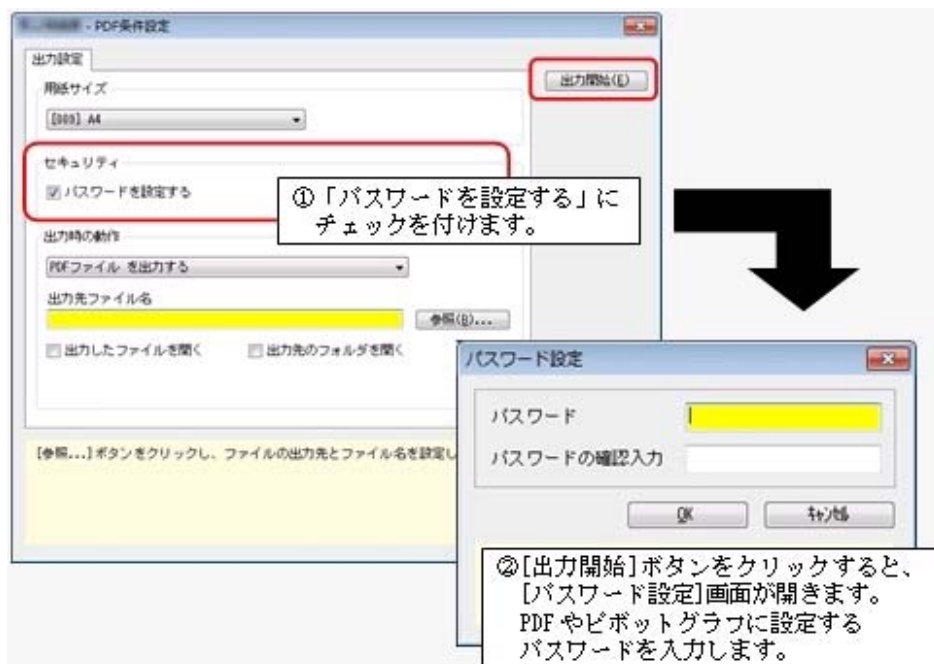 - PDF条件設定
出力設定
出力開始(E)
用紙サイズ
[009] A4
セキュリティ
パスワードを設定する
①「パスワードを設定する」に
チェックを付けます。
出力時の動作
PDFファイル を出力する
出力先ファイル名
参照(B)...
出力したファイルを開く
出力先のフォルダを開く
[参照...]ボタンをクリックし、ファイルの出力先とファイル名を設定し
パスワード設定
パスワード
パスワードの確認入力
OK
キャンセル
②[出力開始]ボタンをクリックすると、
[パスワード設定]画面が開きます。
PDFやピボットグラフに設定する
パスワードを入力します。